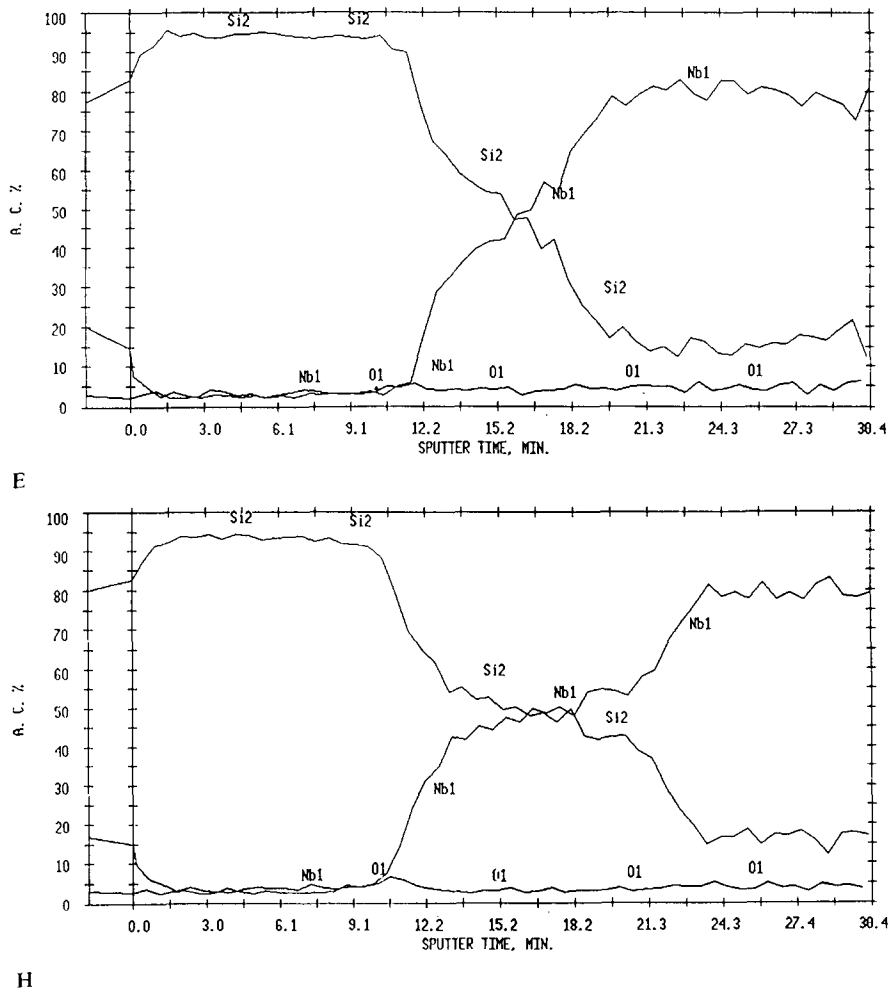 Si2 Si2
100
90
80
70
60
50
40
30
20
10
0
A. C. %
Nb1
Si2
Nb1
Si2
Nb1 O1 Nb1 O1 O1 O1
0.0 3.0 6.1 9.1 12.2 15.2 18.2 21.3 24.3 27.3 30.4
SPUTTER TIME, MIN.
E
Si2 Si2
100
90
80
70
60
50
40
30
20
10
0
A. C. %
Nb1
Si2 Nb1
Si2
Nb1
Nb1 O1 O1 O1 O1
0.0 3.0 6.1 9.1 12.2 15.2 18.2 21.3 24.3 27.4 30.4
SPUTTER TIME, MIN.
H